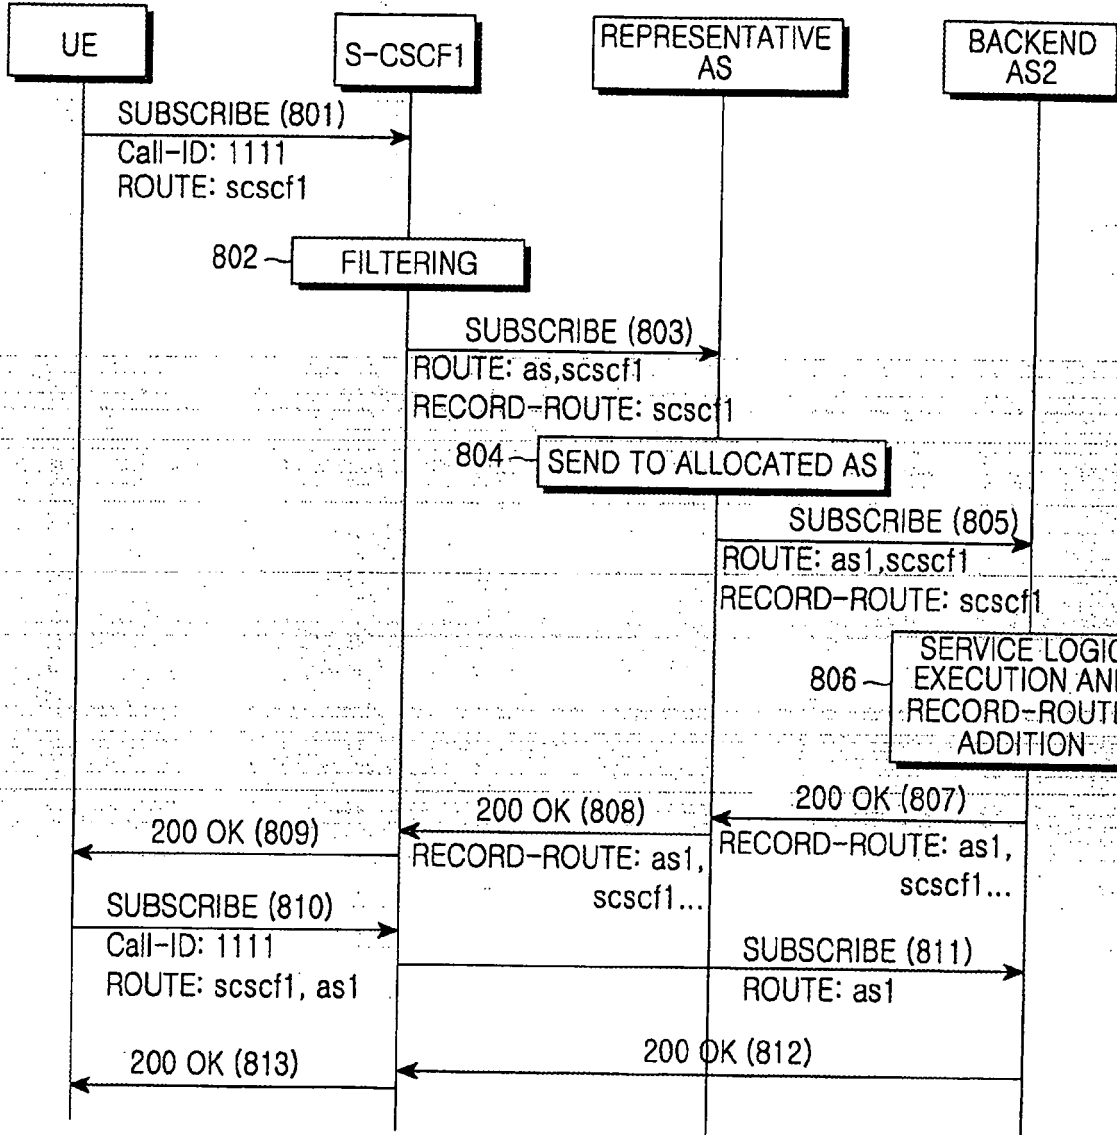 UE
S-CSCF1
REPRESENTATIVE
AS
BACKEND
AS2
SUBSCRIBE (801)
Call-ID: 1111
ROUTE: scscf1
802
FILTERING
SUBSCRIBE (803)
ROUTE: as,scscf1
RECORD-ROUTE: scscf1
804
SEND TO ALLOCATED AS
SUBSCRIBE (805)
ROUTE: as1,scscf1
RECORD-ROUTE: scscf1
806
SERVICE LOGIC
EXECUTION AN
RECORD-ROUT
ADDITION
200 OK (807)
RECORD-ROUTE: as1,
scscf1...
200 OK (808)
RECORD-ROUTE: as1,
scscf1...
200 OK (809)
SUBSCRIBE (810)
Call-ID: 1111
ROUTE: scscf1, as1
SUBSCRIBE (811)
ROUTE: as1
200 OK (812)
200 OK (813)